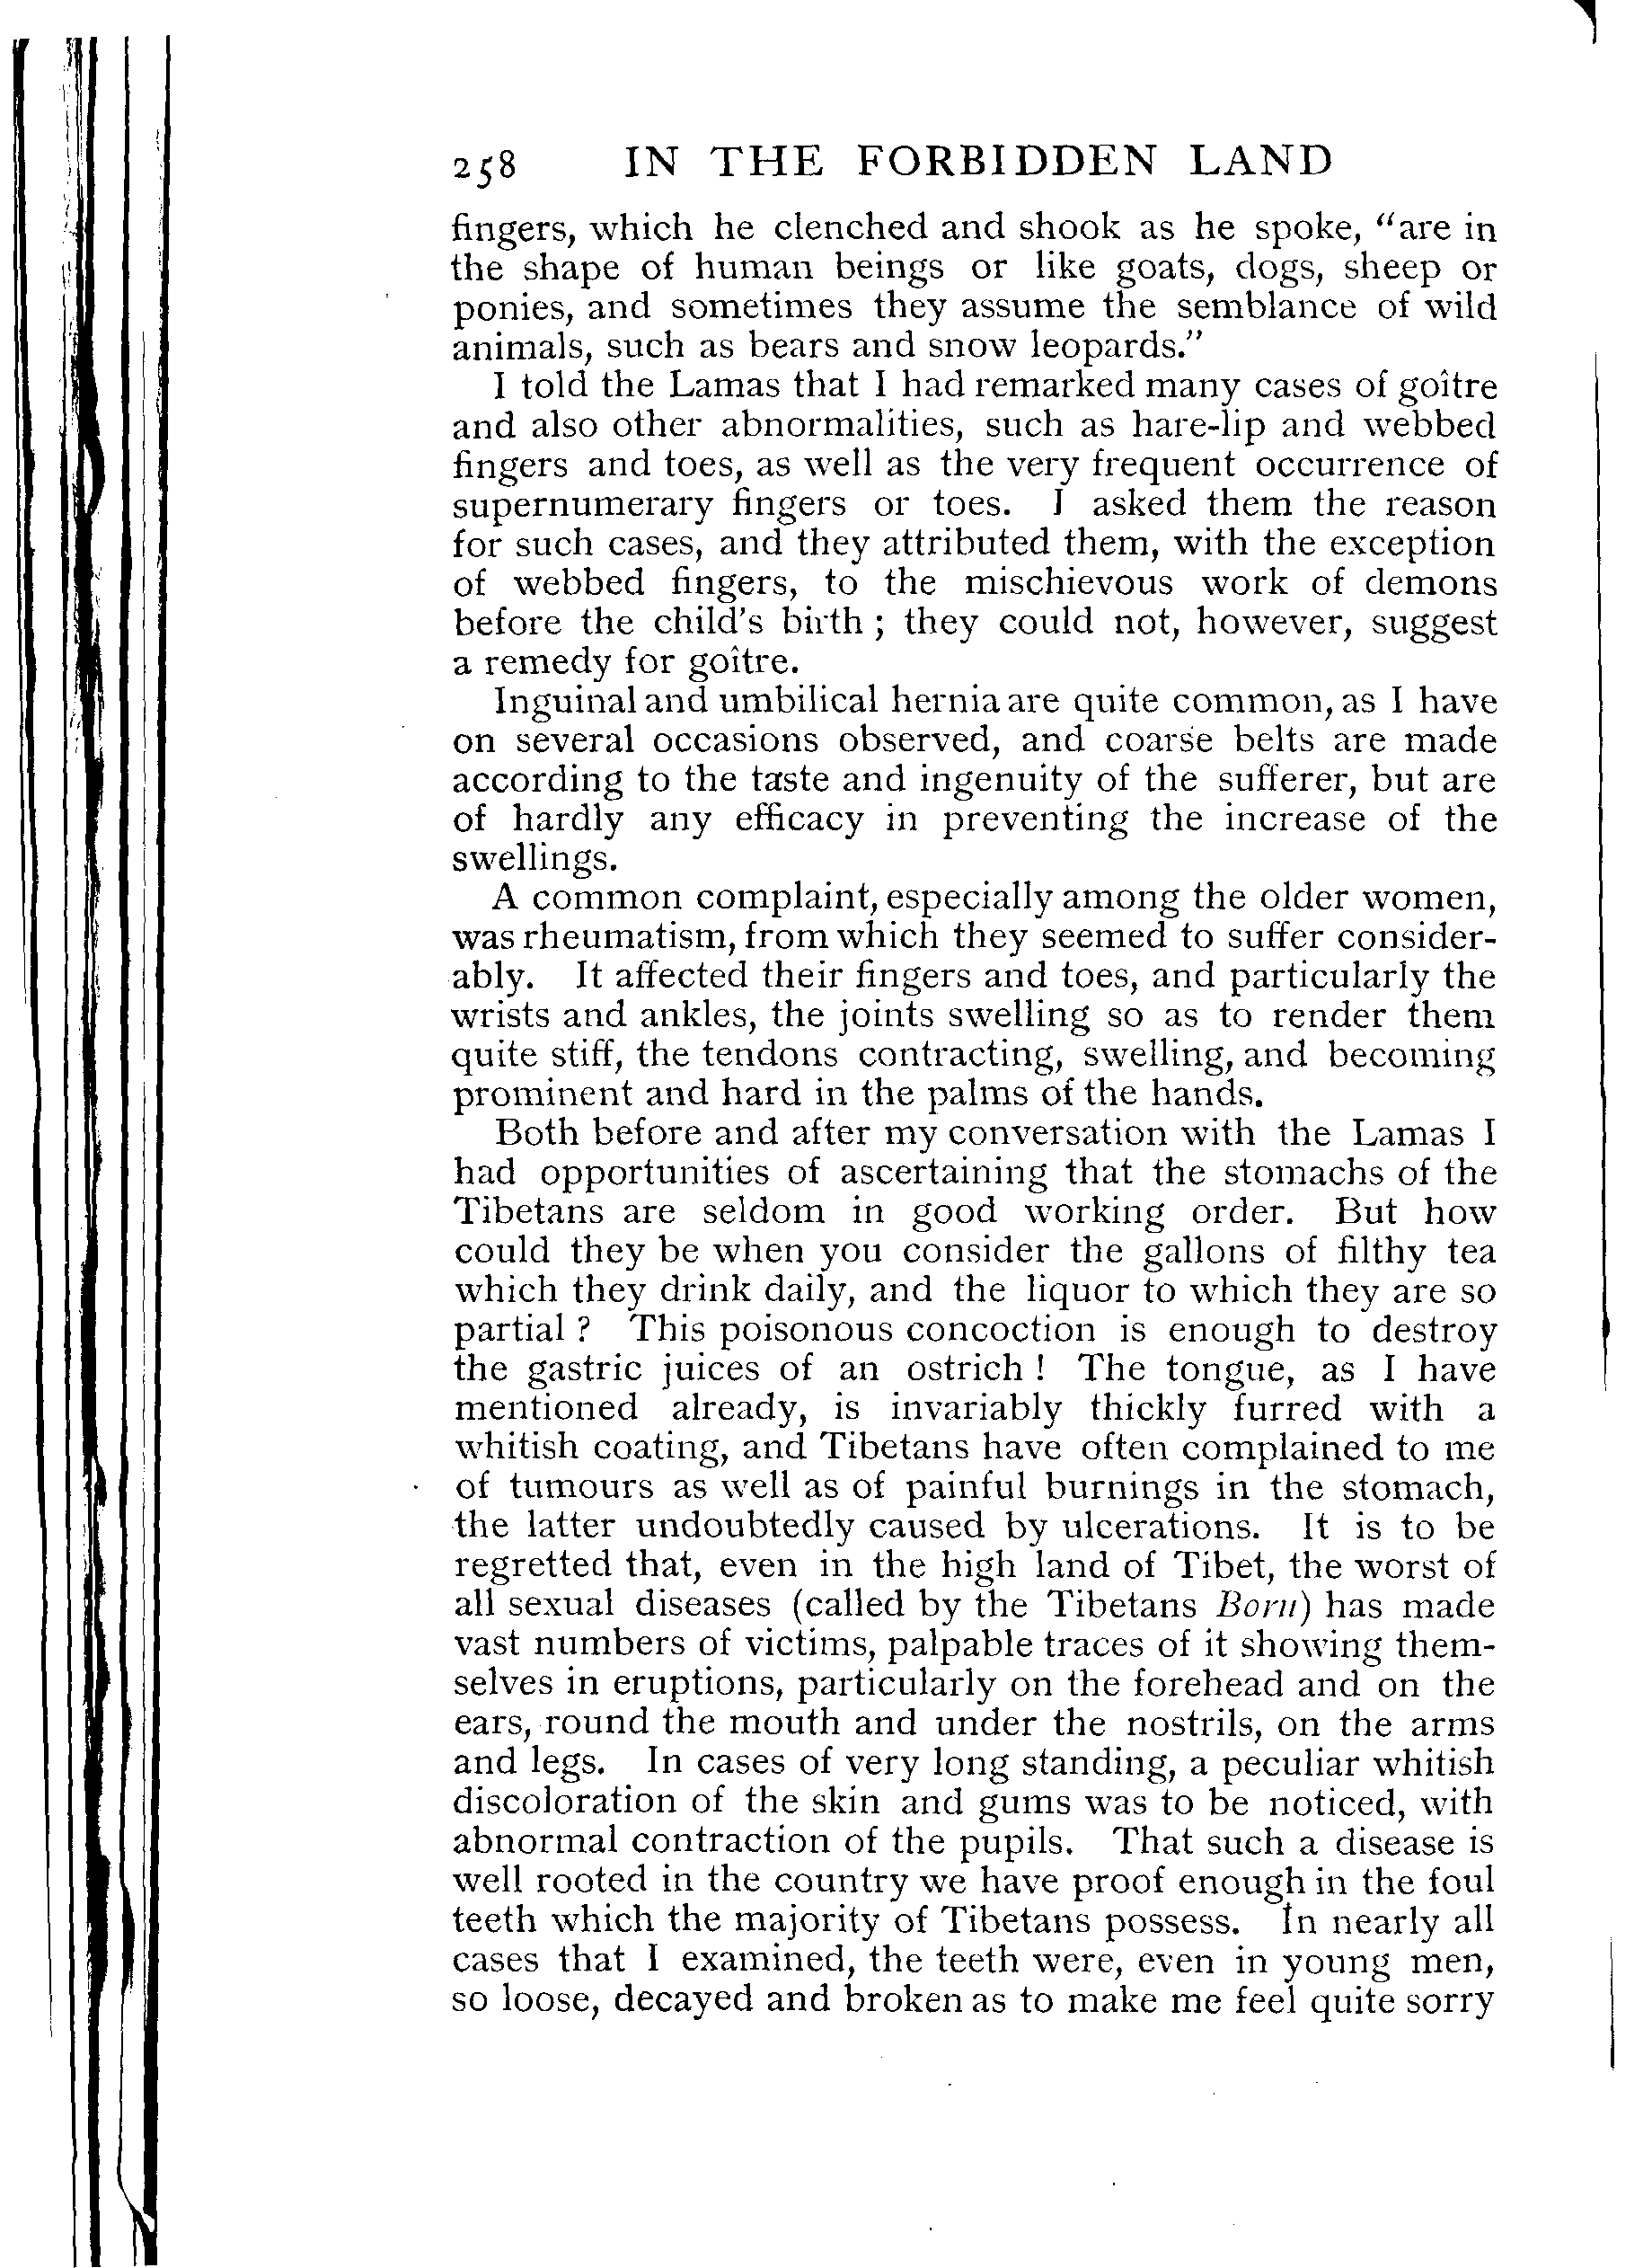 258 IN THE FORBIDDEN LAND
fingers, which he clenched and shook as he spoke, "are in
the shape of human beings or like goats, dogs, sheep or
ponies, and sometimes they assume the semblance of wild
animals, such as bears and snow leopards."
I told the Lamas that I had remarked many cases of goître
and also other abnormalities, such as hare-lip and webbed
fingers and toes, as well as the very frequent occurrence of
supernumerary fingers or toes. I asked them the reason
for such cases, and they attributed them, with the exception
of webbed fingers, to the mischievous work of demons
before the child's birth ; they could not, however, suggest
a remedy for goître.
Inguinal and umbilical hernia are quite common, as I have
on several occasions observed, and coarse belts are made
according to the taste and ingenuity of the sufferer, but are
of hardly any efficacy in preventing the increase of the
swellings.
A common complaint, especially among the older women,
was rheumatism, from which they seemed to suffer consider-
ably. It affected their fingers and toes, and particularly the
wrists and ankles, the joints swelling so as to render them
quite stiff, the tendons contracting, swelling, and becoming
prominent and hard in the palms of the hands.
Both before and after my conversation with the Lamas I
had opportunities of ascertaining that the stomachs of the
Tibetans are seldom in good working order. But how
could they be when you consider the gallons of filthy tea
which they drink daily, and the liquor to which they are so
partial ? This poisonous concoction is enough to destroy
the gastric juices of an ostrich ! The tongue, as I have
mentioned already, is invariably thickly furred with a
whitish coating, and Tibetans have often complained to me
of tumours as well as of painful burnings in the stomach,
the latter undoubtedly caused by ulcerations. It is to be
regretted that, even in the high land of Tibet, the worst of
all sexual diseases (called by the Tibetans Boru) has made
vast numbers of victims, palpable traces of it showing them-
selves in eruptions, particularly on the forehead and on the
ears, round the mouth and under the nostrils, on the arms
and legs. In cases of very long standing, a peculiar whitish
discoloration of the skin and gums was to be noticed, with
abnormal contraction of the pupils. That such a disease is
well rooted in the country we have proof enough in the foul
teeth which the majority of Tibetans possess. In nearly all
cases that I examined, the teeth were, even in young men,
so loose, decayed and broken as to make me feel quite sorry